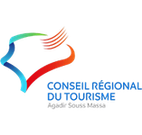 CONSEIL RÉGIONAL
DU TOURISME
Agadir Souss Massa